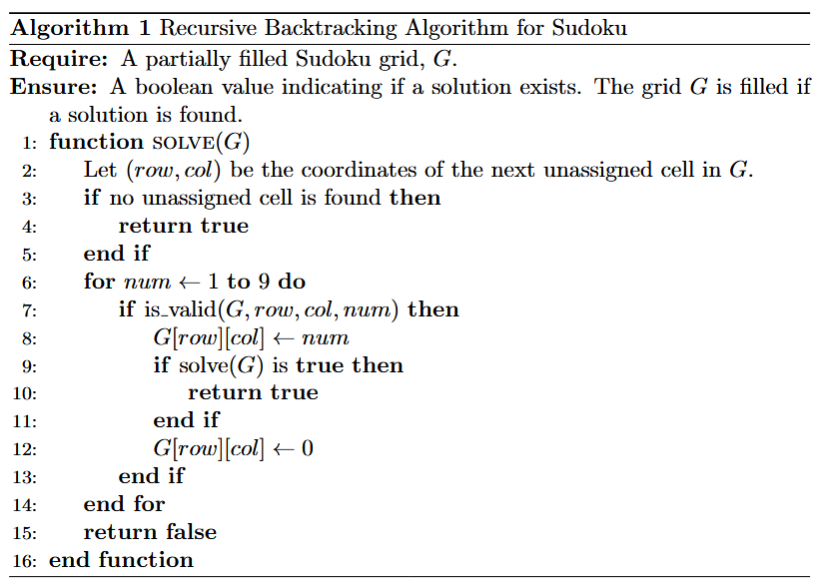 Algorithm 1 Recursive Backtracking Algorithm for Sudoku
Require: A partially filled Sudoku grid, G.
Ensure: A boolean value indicating if a solution exists. The grid G is filled if
a solution is found.
1: function SOLVE(G)
2: Let (row, col) be the coordinates of the next unassigned cell in G.
3: if no unassigned cell is found then
4: return true
5: end if
6: for num ← 1 to 9 do
7: if is_valid(G, row, col, num) then
8: G[row][col] ← num
9: if solve(G) is true then
10: return true
11: end if
12: G[row][col] ← 0
13: end if
14: end for
15: return false
16: end function